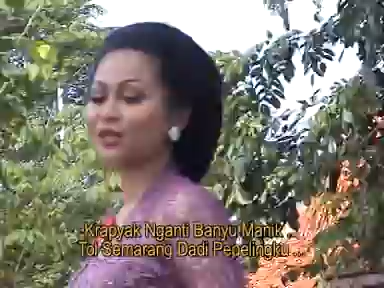 Krapyak Nganti Banyu Manik ,
Tol Semarang Dadi Pepelingku ...